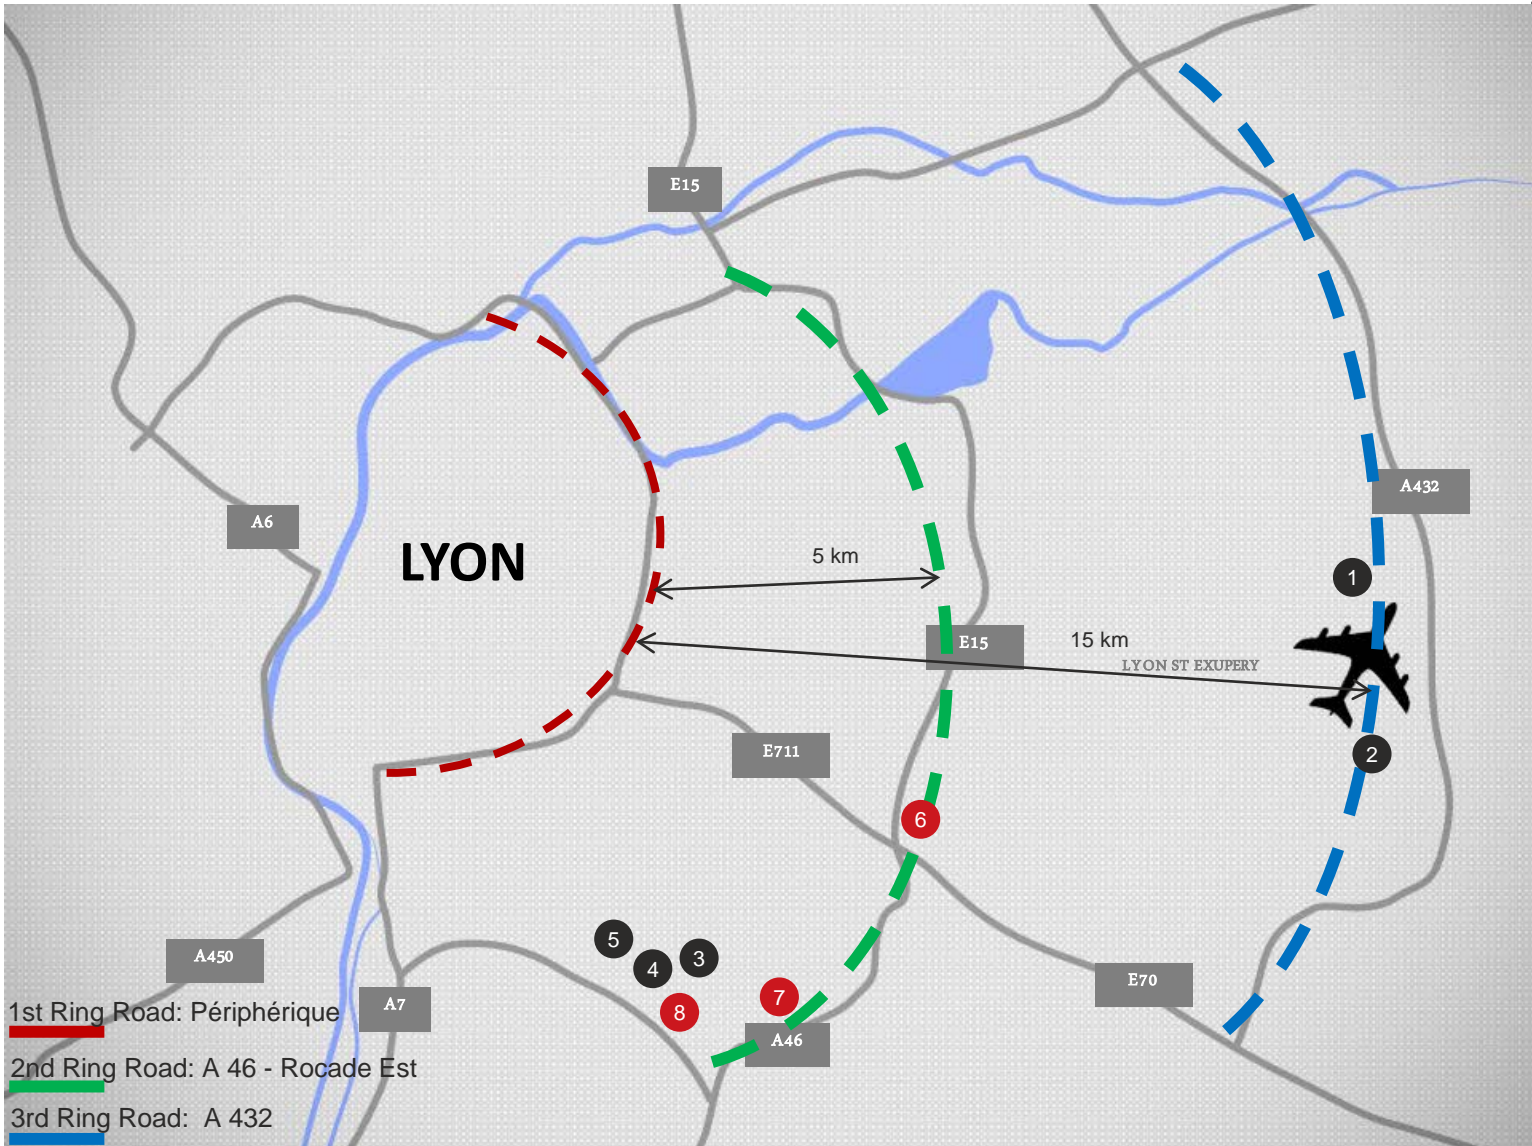 E15
A432
A6
LYON
5 km
1
E15
15 km
LYON ST EXUPERY
E711
2
6
5
3
4
A450
E70
7
8
A7
1st Ring Road: Périphérique
A46
2nd Ring Road: A 46 - Rocade Est
3rd Ring Road: A 432